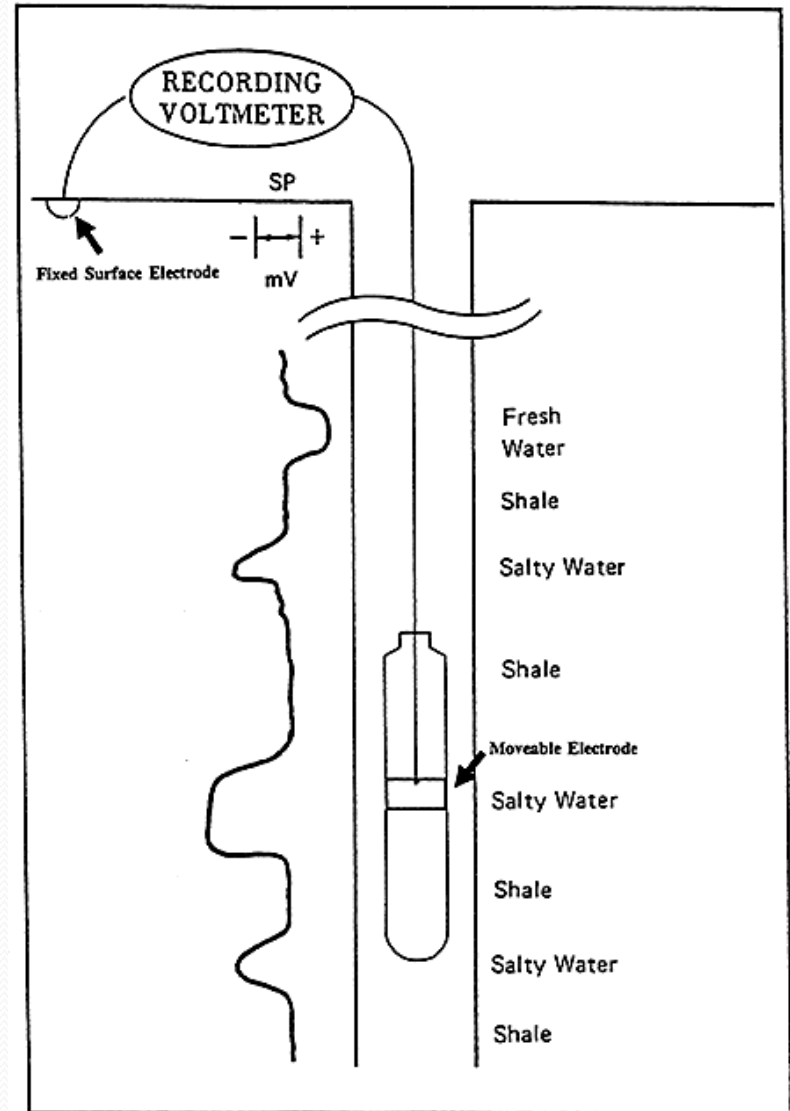 RECORDING
VOLTMETER
SP
- +
mV
Fixed Surface Electrode
Fresh
Water
Shale
Salty Water
Shale
Moveable Electrode
Salty Water
Shale
Salty Water
Shale